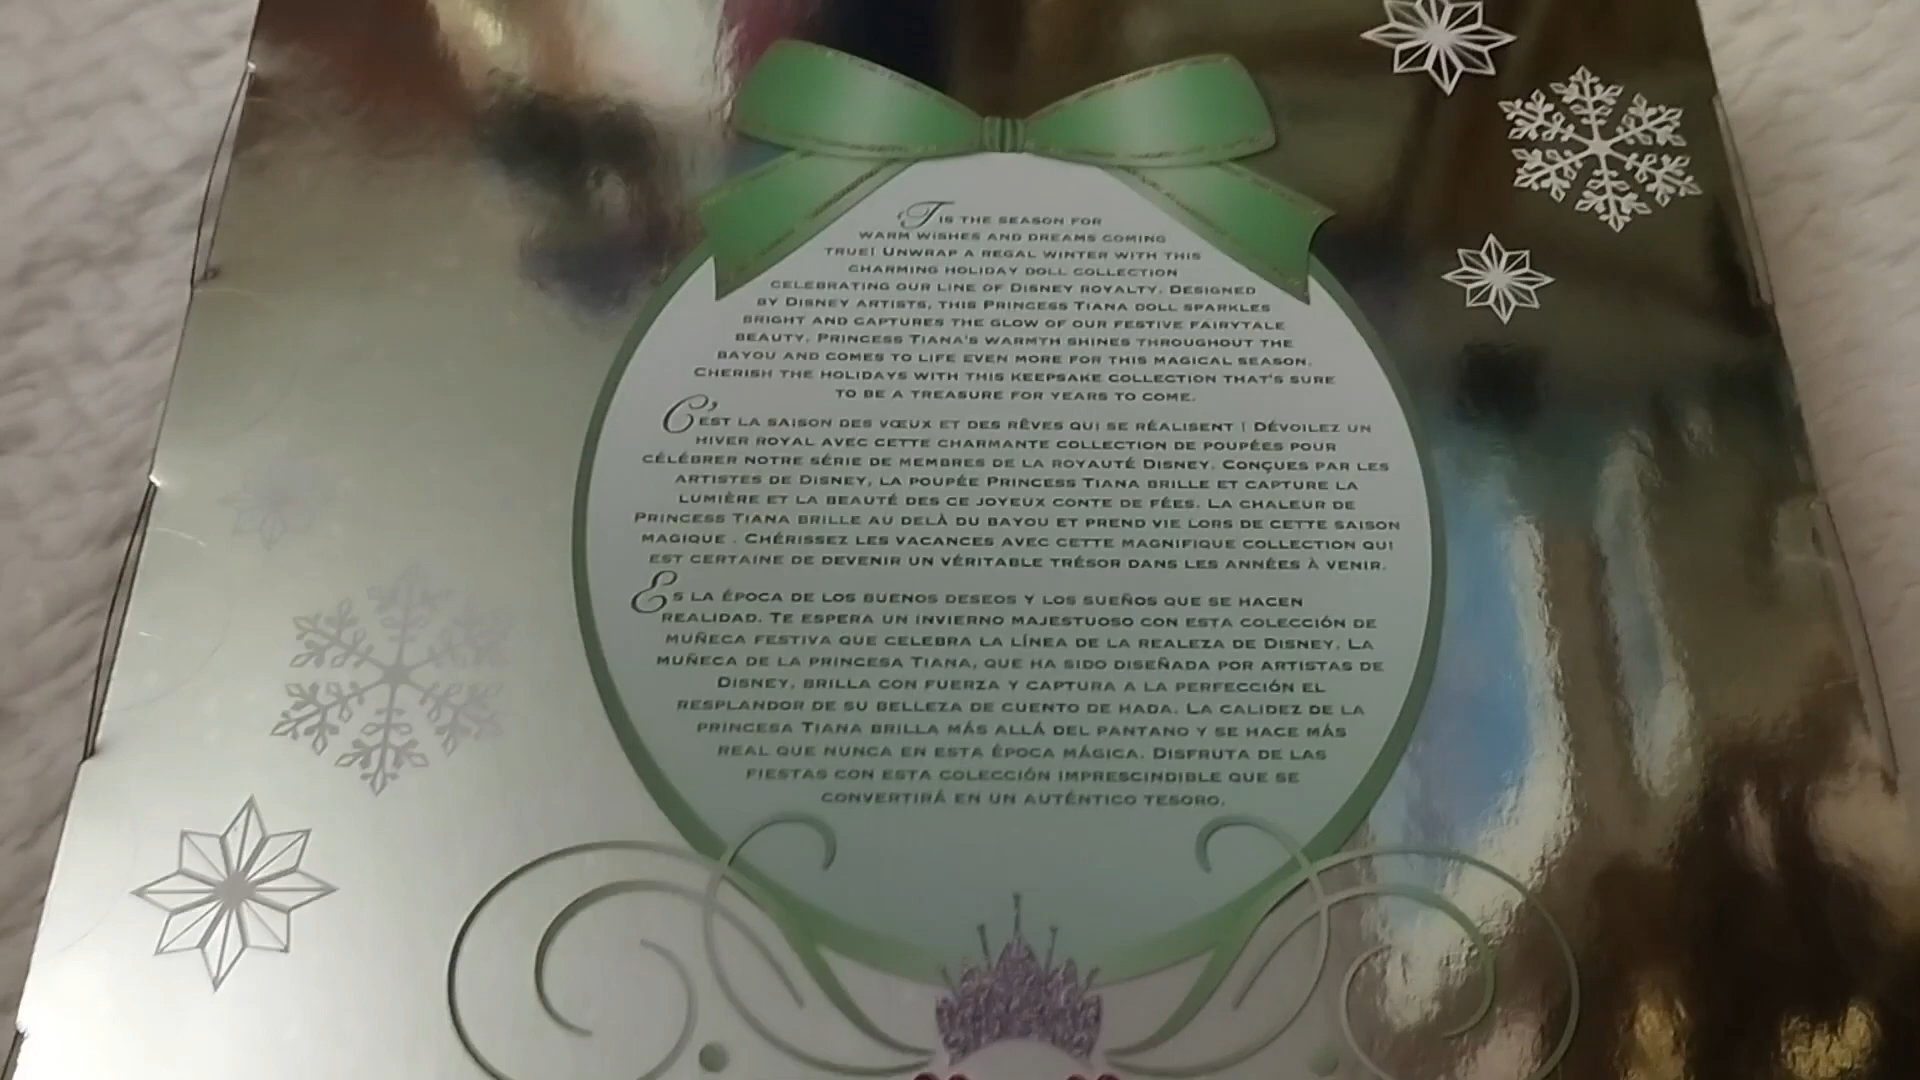 'Tis the season for
warm wishes and dreams coming
true! Unwrap a regal winter with this
charming holiday doll collection
celebrating our line of Disney royalty. Designed
by Disney artists, this Princess Tiana doll sparkles
bright and captures the glow of our festive fairytale
beauty. Princess Tiana's warmth shines throughout the
bayou and comes to life even more for this magical season.
Cherish the holidays with this keepsake collection that's sure
to be a treasure for years to come.
C'est la saison des vœux et des rêves qui se réalisent ! Dévoilez un
hiver royal avec cette charmante collection de poupées pour
célébrer notre série de membres de la royauté Disney. Conçues par les
artistes de Disney, la poupée Princess Tiana brille et capture la
lumière et la beauté des ce joyeux conte de fées. La chaleur de
Princess Tiana brille au delà du bayou et prend vie lors de cette saison
magique . Chérissez les vacances avec cette magnifique collection qui
est certaine de devenir un véritable trésor dans les années à venir.
Es la época de los buenos deseos y los sueños que se hacen
realidad. Te espera un invierno majestuoso con esta colección de
muñeca festiva que celebra la línea de la realeza de Disney. La
muñeca de la princesa Tiana, que ha sido diseñada por artistas de
Disney, brilla con fuerza y captura a la perfección el
resplandor de su belleza de cuento de hada. La calidez de la
princesa Tiana brilla más allá del pantano y se hace más
real que nunca en esta época mágica. Disfruta de las
fiestas con esta colección imprescindible que se
convertirá en un auténtico tesoro.